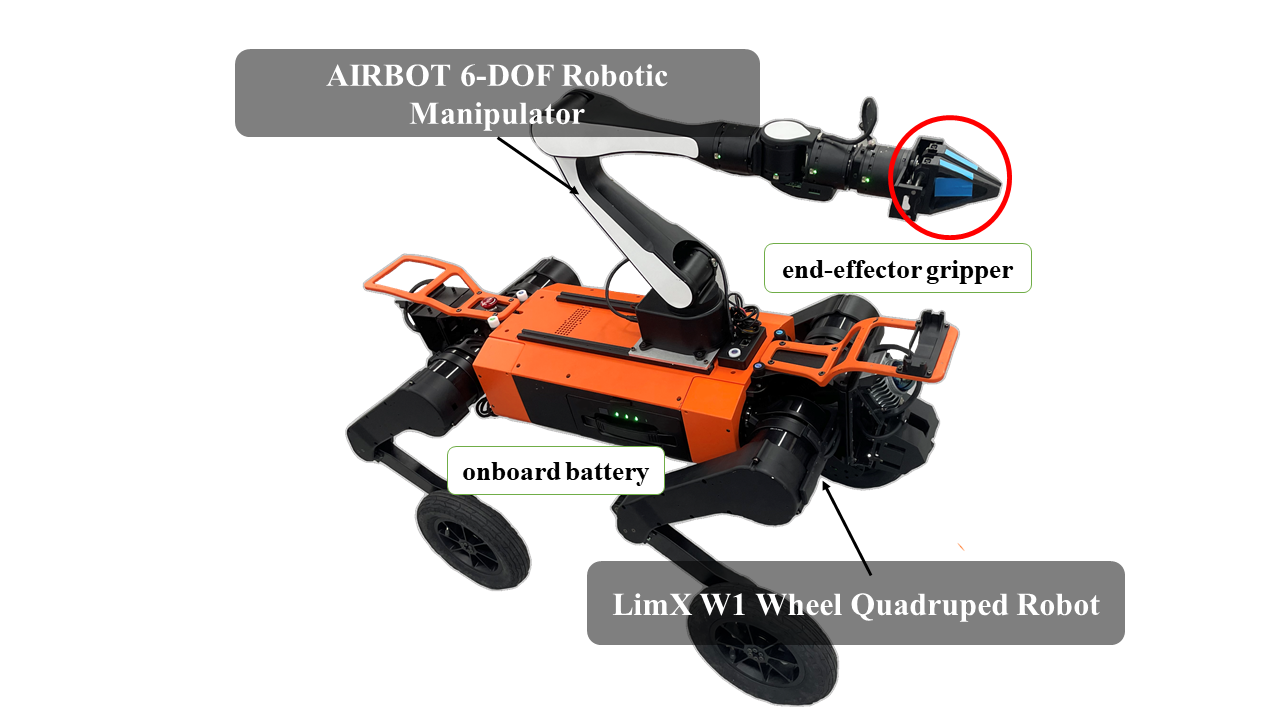 AIRBOT 6-DOF Robotic
Manipulator
end-effector gripper
onboard battery
LimX W1 Wheel Quadruped Robot